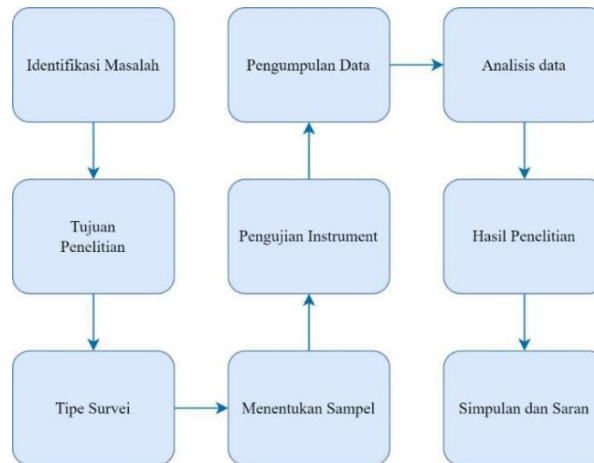 Identifikasi Masalah
Tujuan
Penelitian
Tipe Survei
Menentukan Sampel
Pengujian Instrument
Pengumpulan Data
Analisis data
Hasil Penelitian
Simpulan dan Saran